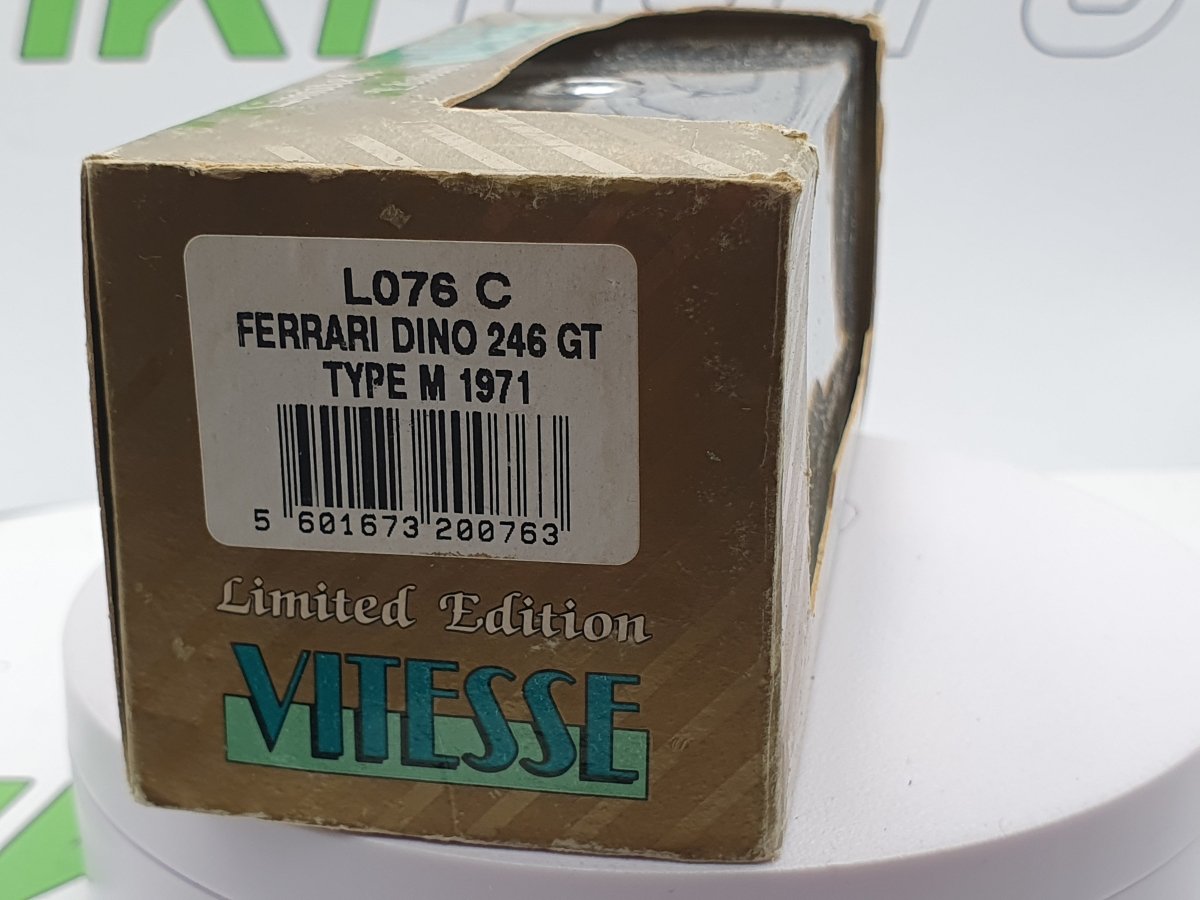 L076 C
FERRARI DINO 246 GT
TYPE M 1971
5 601673 200763
Limited Edition
VITESSE